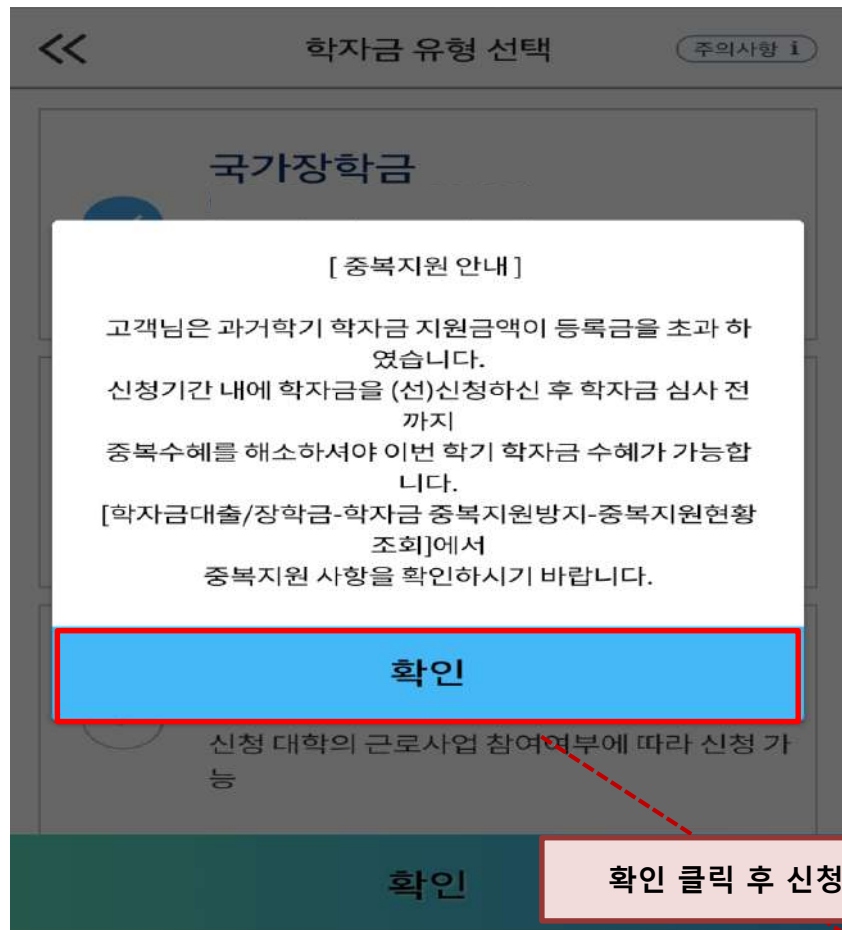 << 학자금 유형 선택 주의사항 i
국가장학금
[ 중복지원 안내 ]
고객님은 과거학기 학자금 지원금액이 등록금을 초과 하
였습니다.
신청기간 내에 학자금을 (선)신청하신 후 학자금 심사 전
까지
중복수혜를 해소하셔야 이번 학기 학자금 수혜가 가능합
니다.
[학자금대출/장학금-학자금 중복지원방지-중복지원현황
조회]에서
중복지원 사항을 확인하시기 바랍니다.
확인
신청 대학의 근로사업 참여여부에 따라 신청 가
능
확인
확인 클릭 후 신청